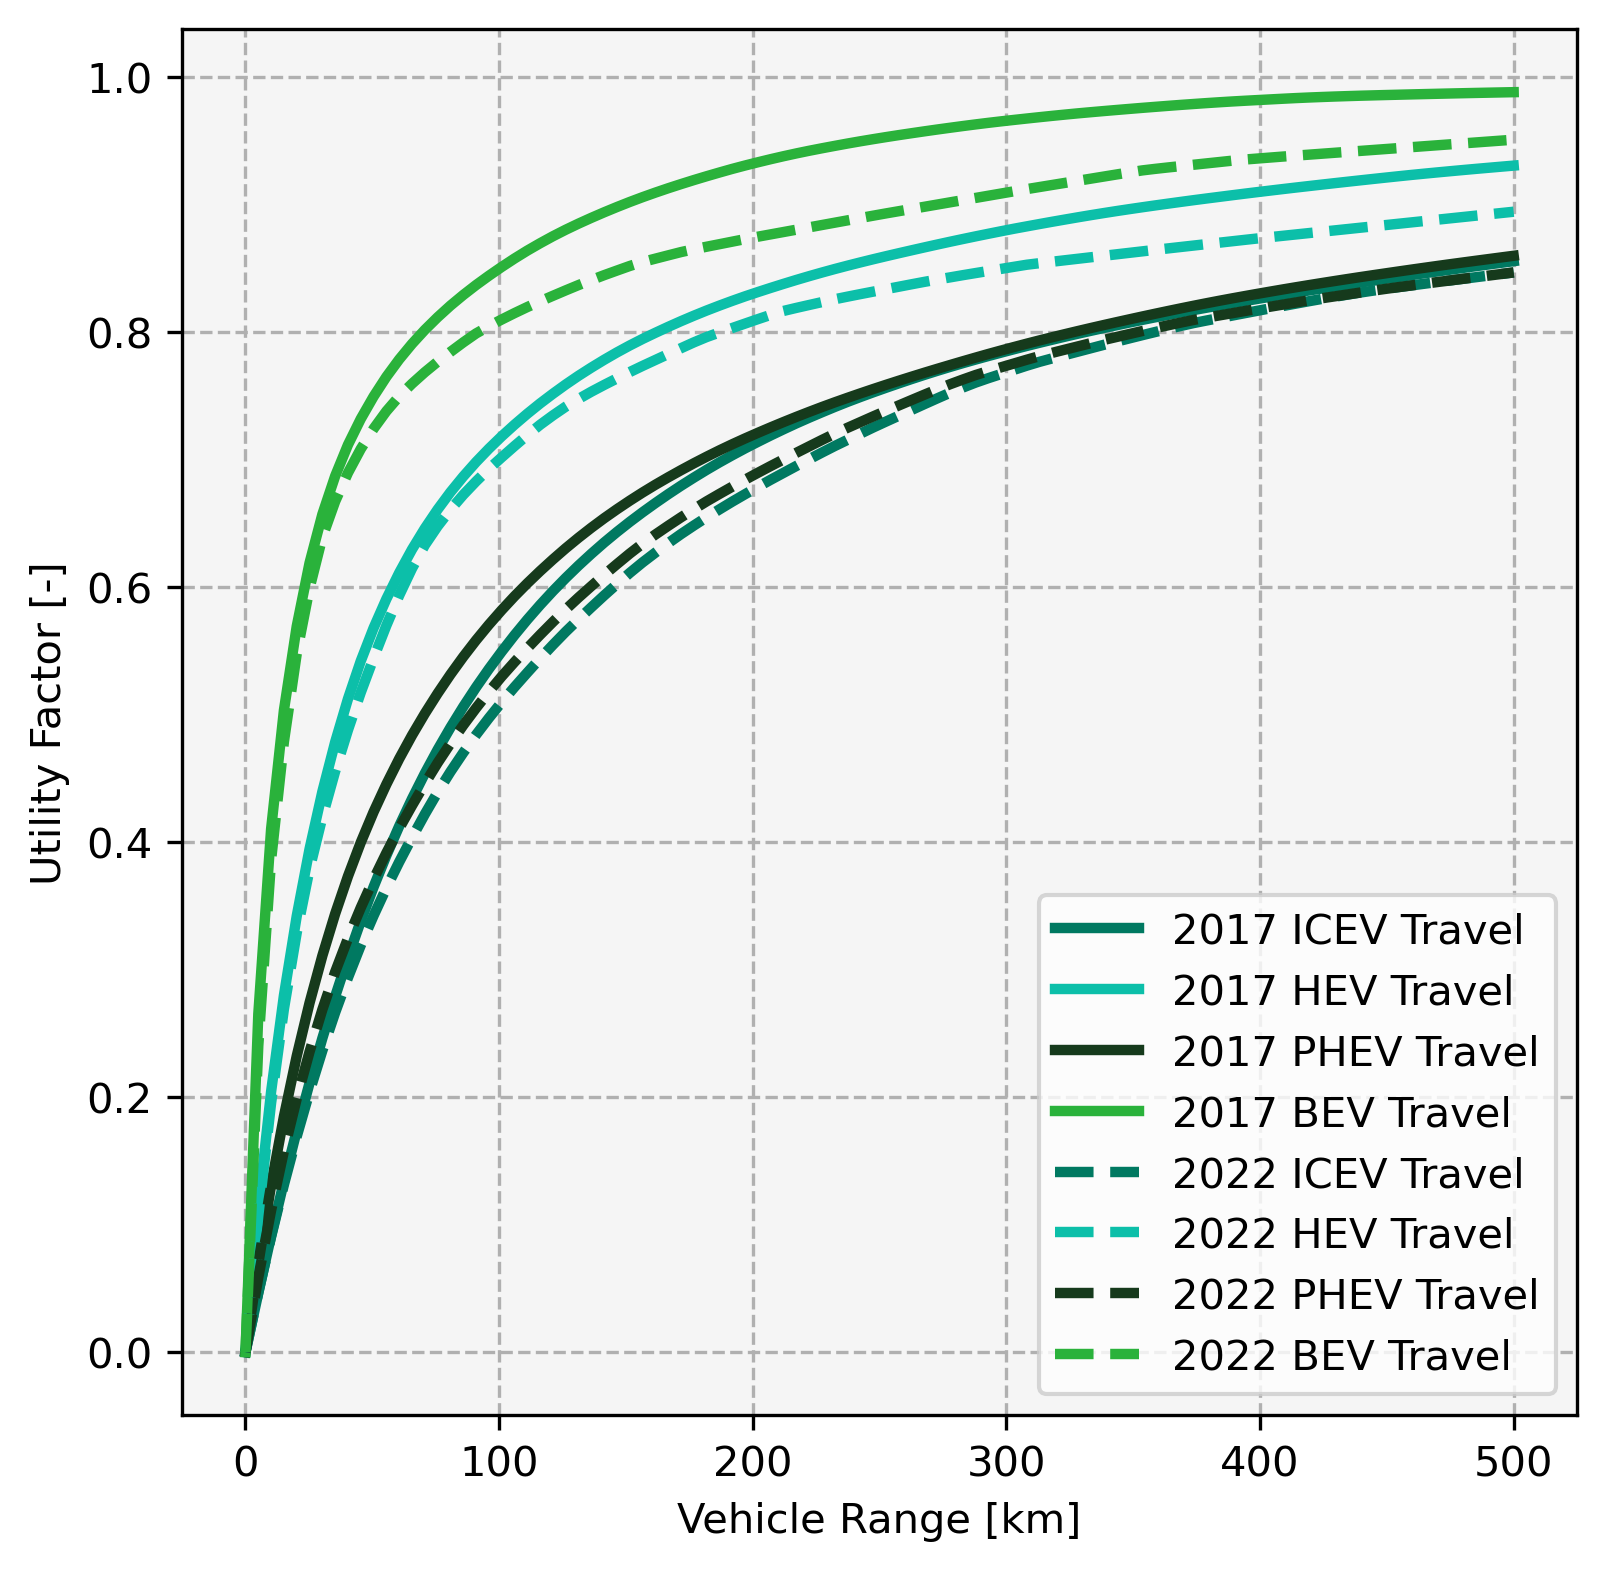 1.0
0.8
0.6
0.4
0.2
0.0
Utility Factor [-]
0 100 200 300 400 500
Vehicle Range [km]
2017 ICEV Travel
2017 HEV Travel
2017 PHEV Travel
2017 BEV Travel
2022 ICEV Travel
2022 HEV Travel
2022 PHEV Travel
2022 BEV Travel